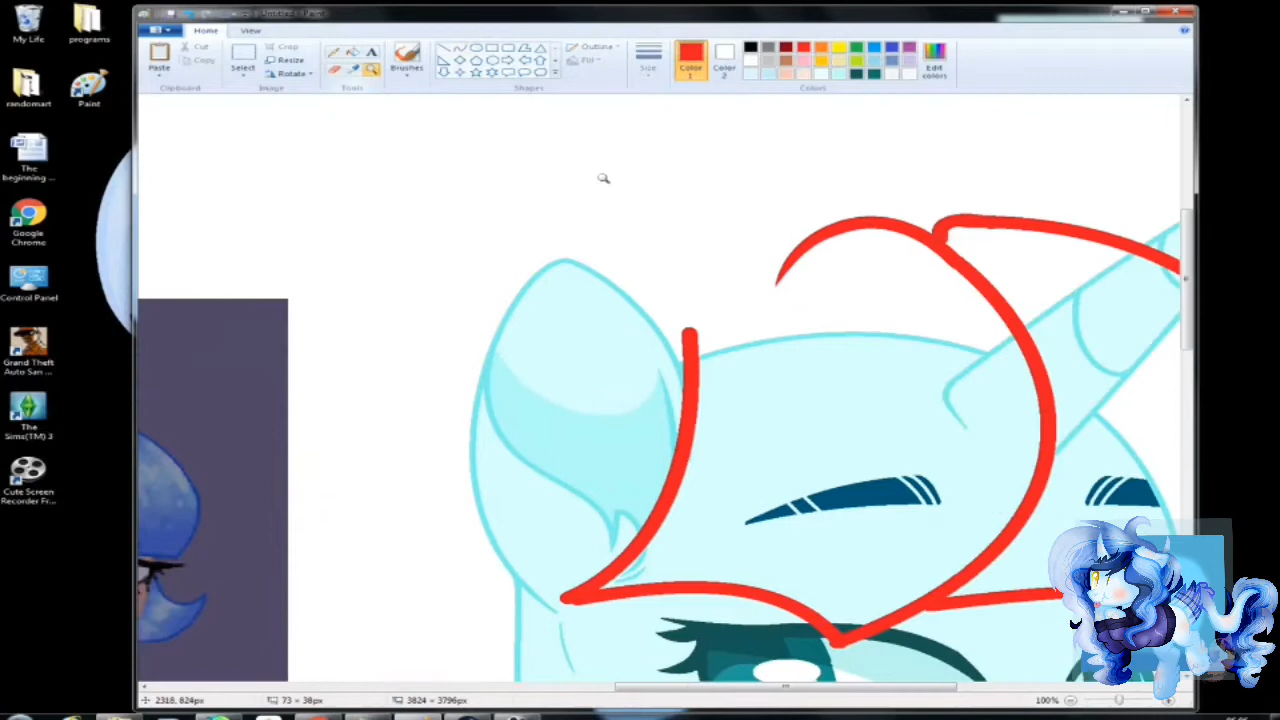 Untitled - Paint
Home View
Paste
Cut
Copy
Clipboard
Select
Crop
Resize
Rotate
Image
Tools
Brushes
Shapes
Outline
Fill
Size
Color 1
Color 2
Edit colors
Colors
My Life
programs
randomart
Paint
The beginning ...
Google Chrome
Control Panel
Grand Theft Auto San ...
The Sims(TM) 3
Cute Screen Recorder Fr...
2318, 824px
73 × 38px
3824 × 3796px
100%